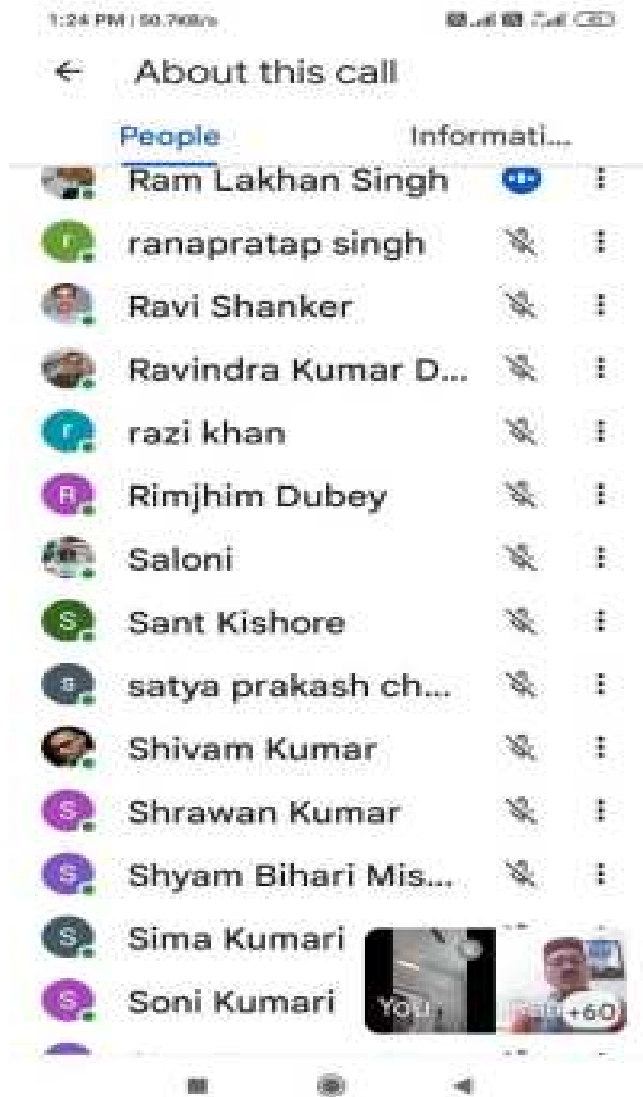 1:24 PM | 50.7KB/s
About this call
People Informati...
Ram Lakhan Singh
r ranapratap singh
Ravi Shanker
Ravindra Kumar D...
r razi khan
R Rimjhim Dubey
Saloni
S Sant Kishore
s satya prakash ch...
Shivam Kumar
S Shrawan Kumar
S Shyam Bihari Mis...
S Sima Kumari
S Soni Kumari
You +60